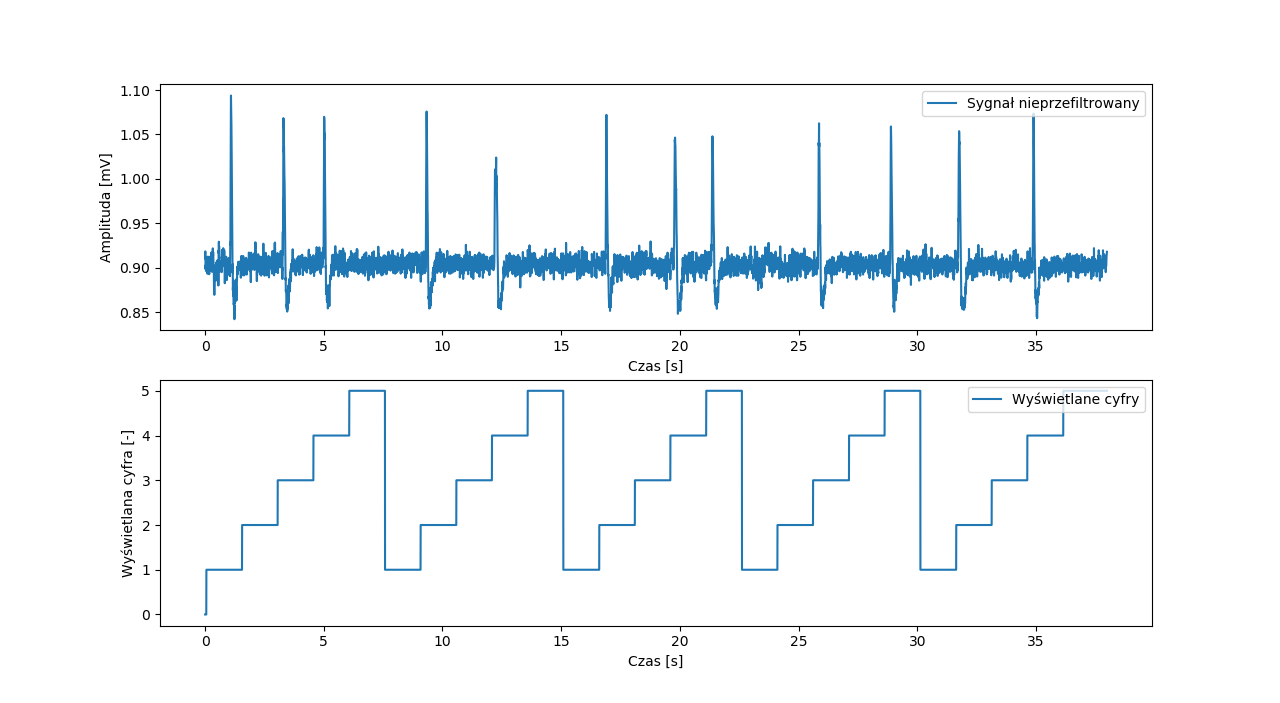 1.10
1.05
1.00
0.95
0.90
0.85
Amplituda [mV]
Sygnał nieprzefiltrowany
0 5 10 15 20 25 30 35
Czas [s]
5
4
3
2
1
0
Wyświetlana cyfra [-]
Wyświetlane cyfry
0 5 10 15 20 25 30 35
Czas [s]